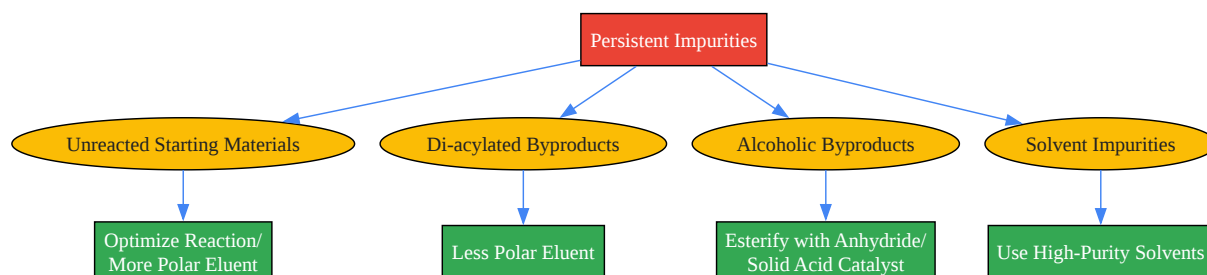 Persistent Impurities
Unreacted Starting Materials
Di-acylated Byproducts
Alcoholic Byproducts
Solvent Impurities
Optimize Reaction/
More Polar Eluent
Less Polar Eluent
Esterify with Anhydride/
Solid Acid Catalyst
Use High-Purity Solvents